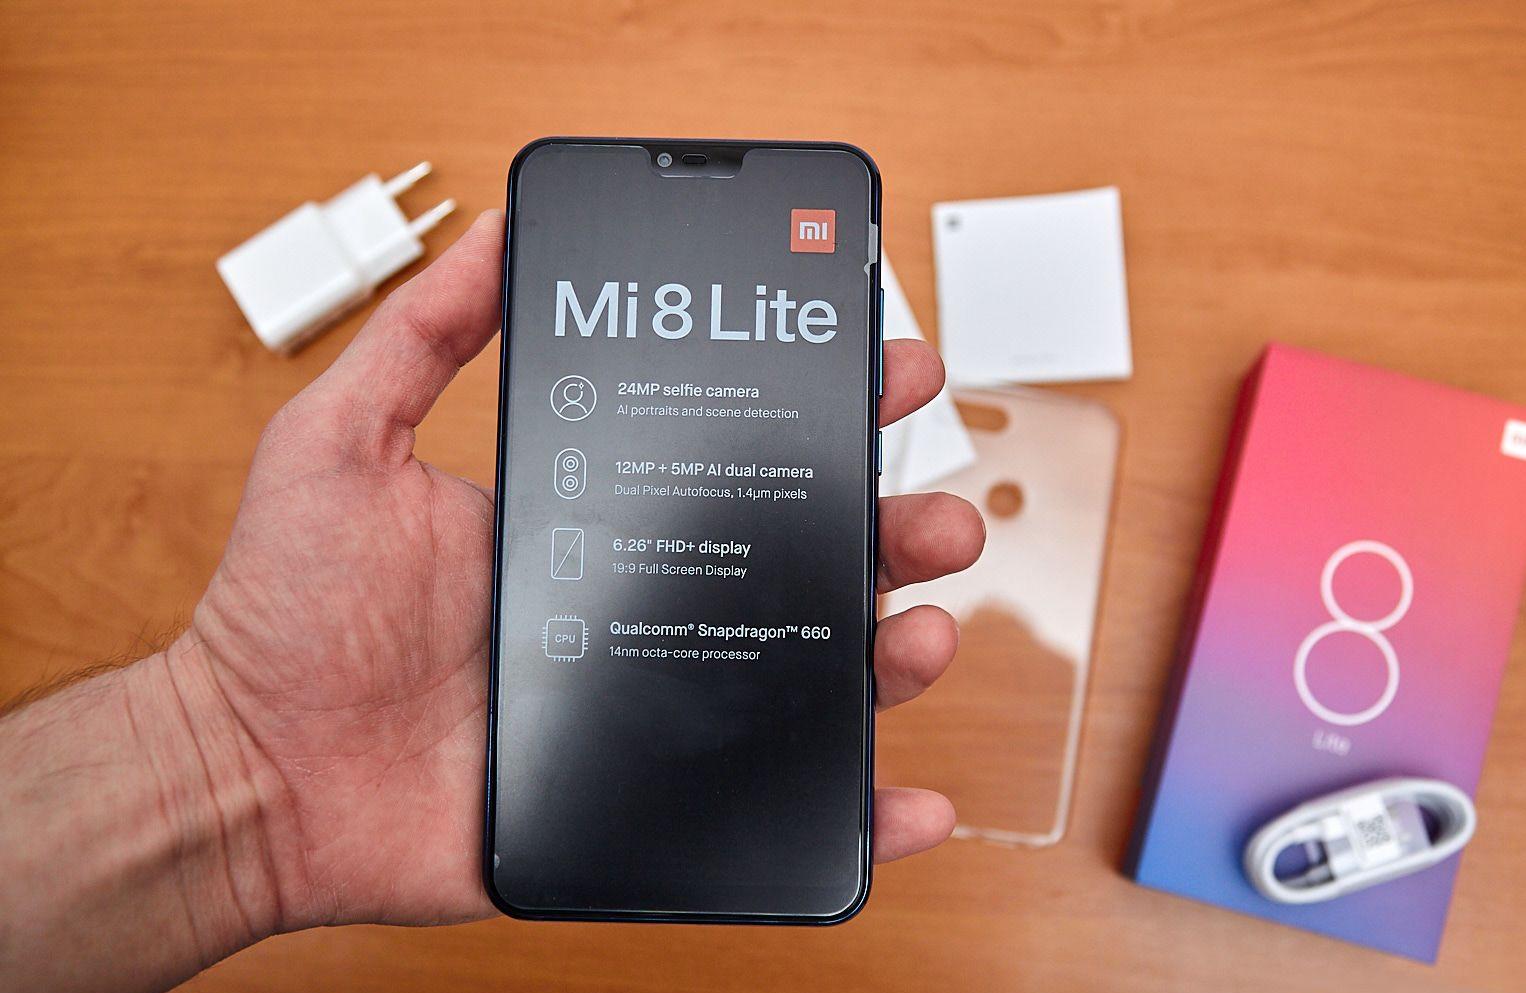 mi
Mi 8 Lite
24MP selfie camera
AI portraits and scene detection
12MP + 5MP AI dual camera
Dual Pixel Autofocus, 1.4µm pixels
6.26" FHD+ display
19:9 Full Screen Display
CPU
Qualcomm® Snapdragon™ 660
14nm octa-core processor
8
Lite